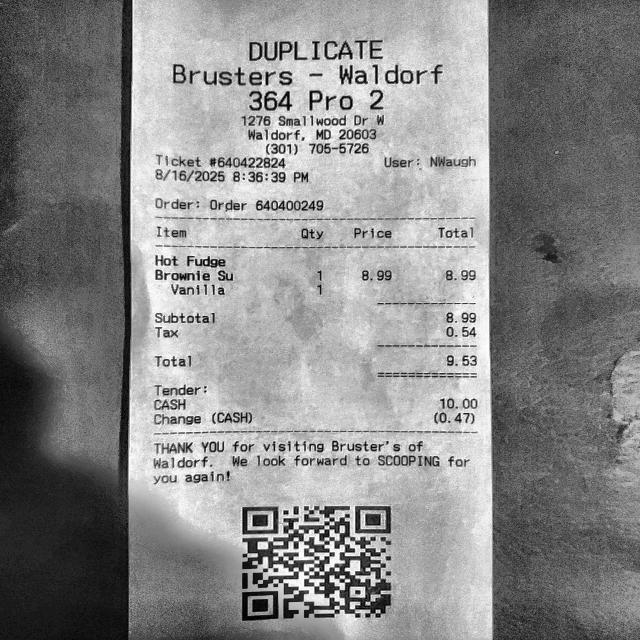 DUPLICATE
Brusters - Waldorf
364 Pro 2
1276 Smallwood Dr W
Waldorf, MD 20603
(301) 705-5726
Ticket #640422824 User: NWaugh
8/16/2025 8:36:39 PM
Order: Order 640400249
Item Qty Price Total
Hot Fudge
Brownie Su 1 8.99 8.99
Vanilla 1
Subtotal 8.99
Tax 0.54
Total 9.53
Tender:
CASH 10.00
Change (CASH) (0.47)
THANK YOU for visiting Bruster's of
Waldorf. We look forward to SCOOPING for
you again!